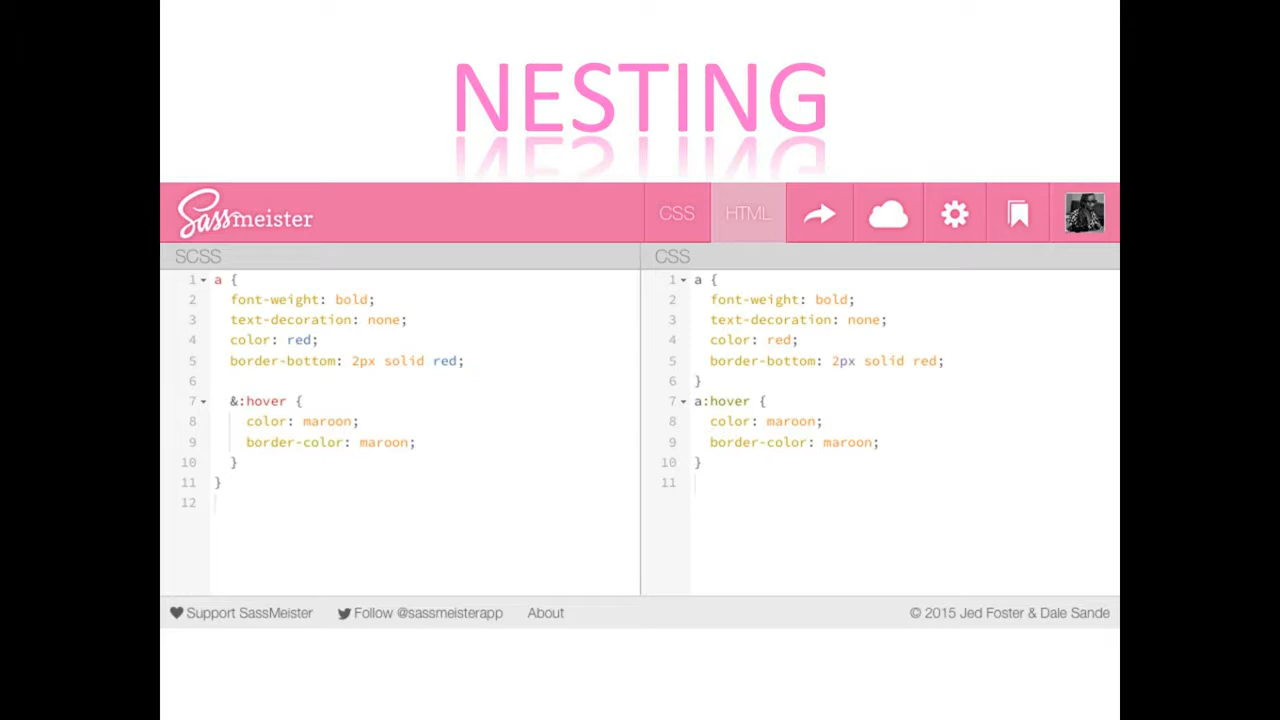 NESTING
Sassmeister
CSS
HTML
SCSS
1 a {
2 font-weight: bold;
3 text-decoration: none;
4 color: red;
5 border-bottom: 2px solid red;
6
7 &:hover {
8 color: maroon;
9 border-color: maroon;
10 }
11 }
12
CSS
1 a {
2 font-weight: bold;
3 text-decoration: none;
4 color: red;
5 border-bottom: 2px solid red;
6 }
7 a:hover {
8 color: maroon;
9 border-color: maroon;
10 }
11
Support SassMeister Follow @sassmeisterapp About © 2015 Jed Foster & Dale Sande